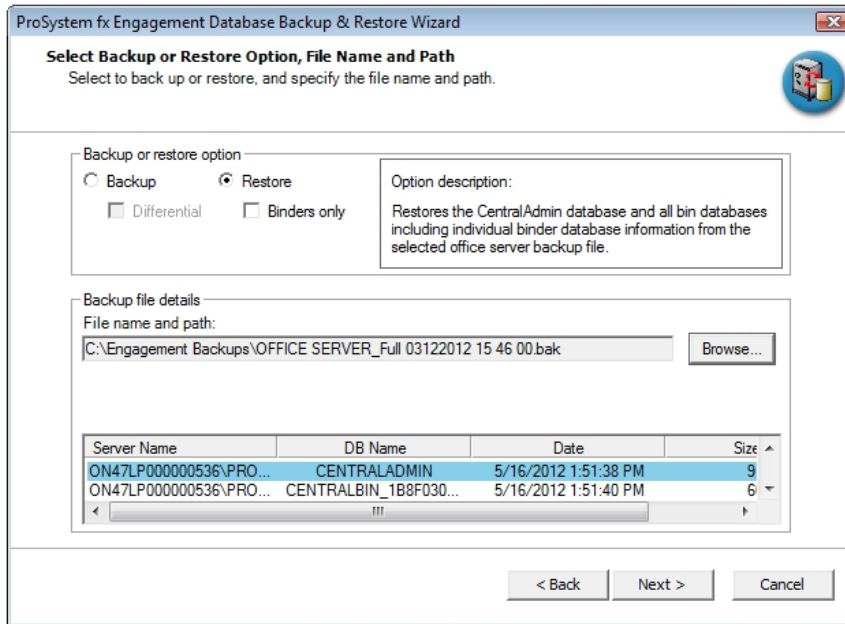 ProSystem fx Engagement Database Backup & Restore Wizard
Select Backup or Restore Option, File Name and Path
Select to back up or restore, and specify the file name and path.
Backup or restore option
Backup Restore
Differential Binders only
Option description:
Restores the CentralAdmin database and all bin databases
including individual binder database information from the
selected office server backup file.
Backup file details
File name and path:
C:\Engagement Backups\OFFICE SERVER_Full 03122012 15 46 00.bak Browse...
Server Name DB Name Date Size
ON47LP000000536\PRO... CENTRALADMIN 5/16/2012 1:51:38 PM 9
ON47LP000000536\PRO... CENTRALBIN_1B8F030... 5/16/2012 1:51:40 PM 6
< Back Next > Cancel